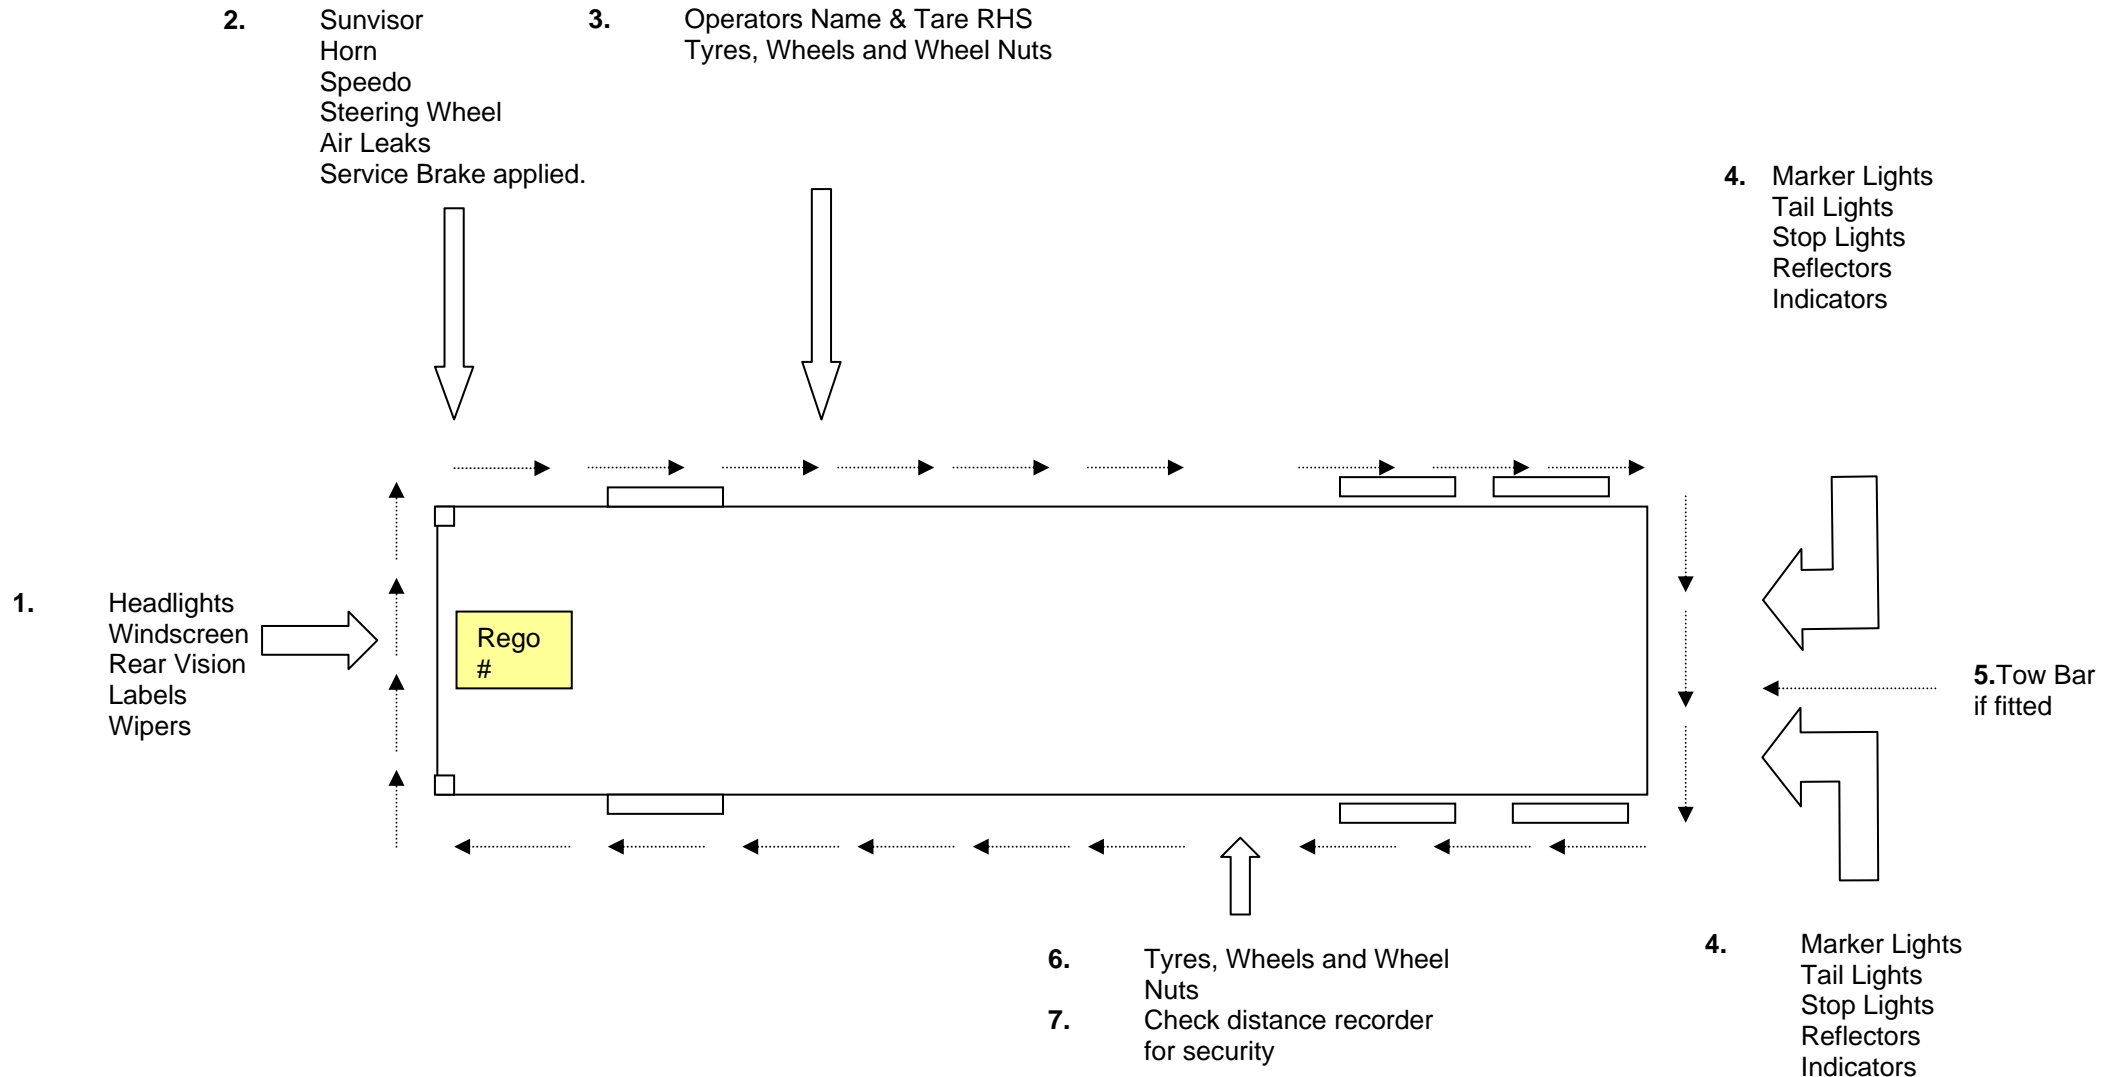 2. Sunvisor
Horn
Speedo
Steering Wheel
Air Leaks
Service Brake applied.
3. Operators Name & Tare RHS
Tyres, Wheels and Wheel Nuts
4. Marker Lights
Tail Lights
Stop Lights
Reflectors
Indicators
1. Headlights
Windscreen
Rear Vision
Labels
Wipers
Rego
#
5.Tow Bar
if fitted
6. Tyres, Wheels and Wheel
Nuts
7. Check distance recorder
for security
4. Marker Lights
Tail Lights
Stop Lights
Reflectors
Indicators